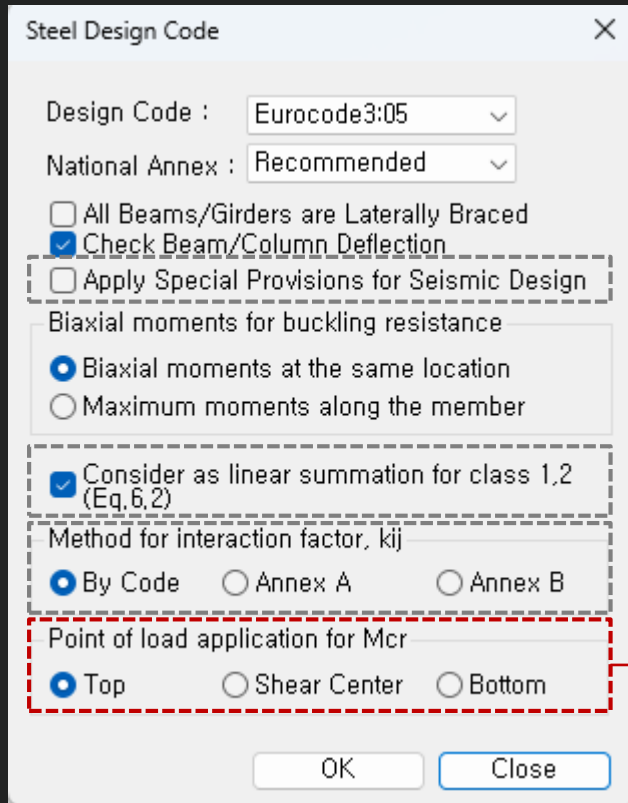 Steel Design Code
Design Code : Eurocode3:05
National Annex : Recommended
All Beams/Girders are Laterally Braced
Check Beam/Column Deflection
Apply Special Provisions for Seismic Design
Biaxial moments for buckling resistance
Biaxial moments at the same location
Maximum moments along the member
Consider as linear summation for class 1,2
(Eq.6.2)
Method for interaction factor, kij
By Code Annex A Annex B
Point of load application for Mcr
Top Shear Center Bottom
OK Close